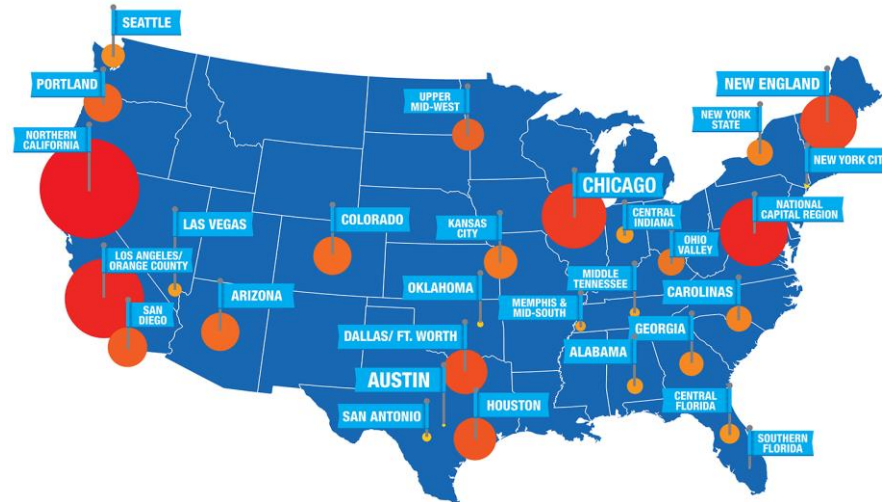 SEATTLE
PORTLAND
NORTHERN
CALIFORNIA
LAS VEGAS
LOS ANGELES/
ORANGE COUNTY
SAN
DIEGO
ARIZONA
COLORADO
UPPER
MID-WEST
KANSAS
CITY
OKLAHOMA
DALLAS/ FT. WORTH
AUSTIN
SAN ANTONIO
HOUSTON
CHICAGO
CENTRAL
INDIANA
OHIO
VALLEY
MIDDLE
TENNESSEE
MEMPHIS &
MID-SOUTH
ALABAMA
GEORGIA
CAROLINAS
CENTRAL
FLORIDA
SOUTHERN
FLORIDA
NEW ENGLAND
NEW YORK
STATE
NEW YORK CIT
NATIONAL
CAPITAL REGION